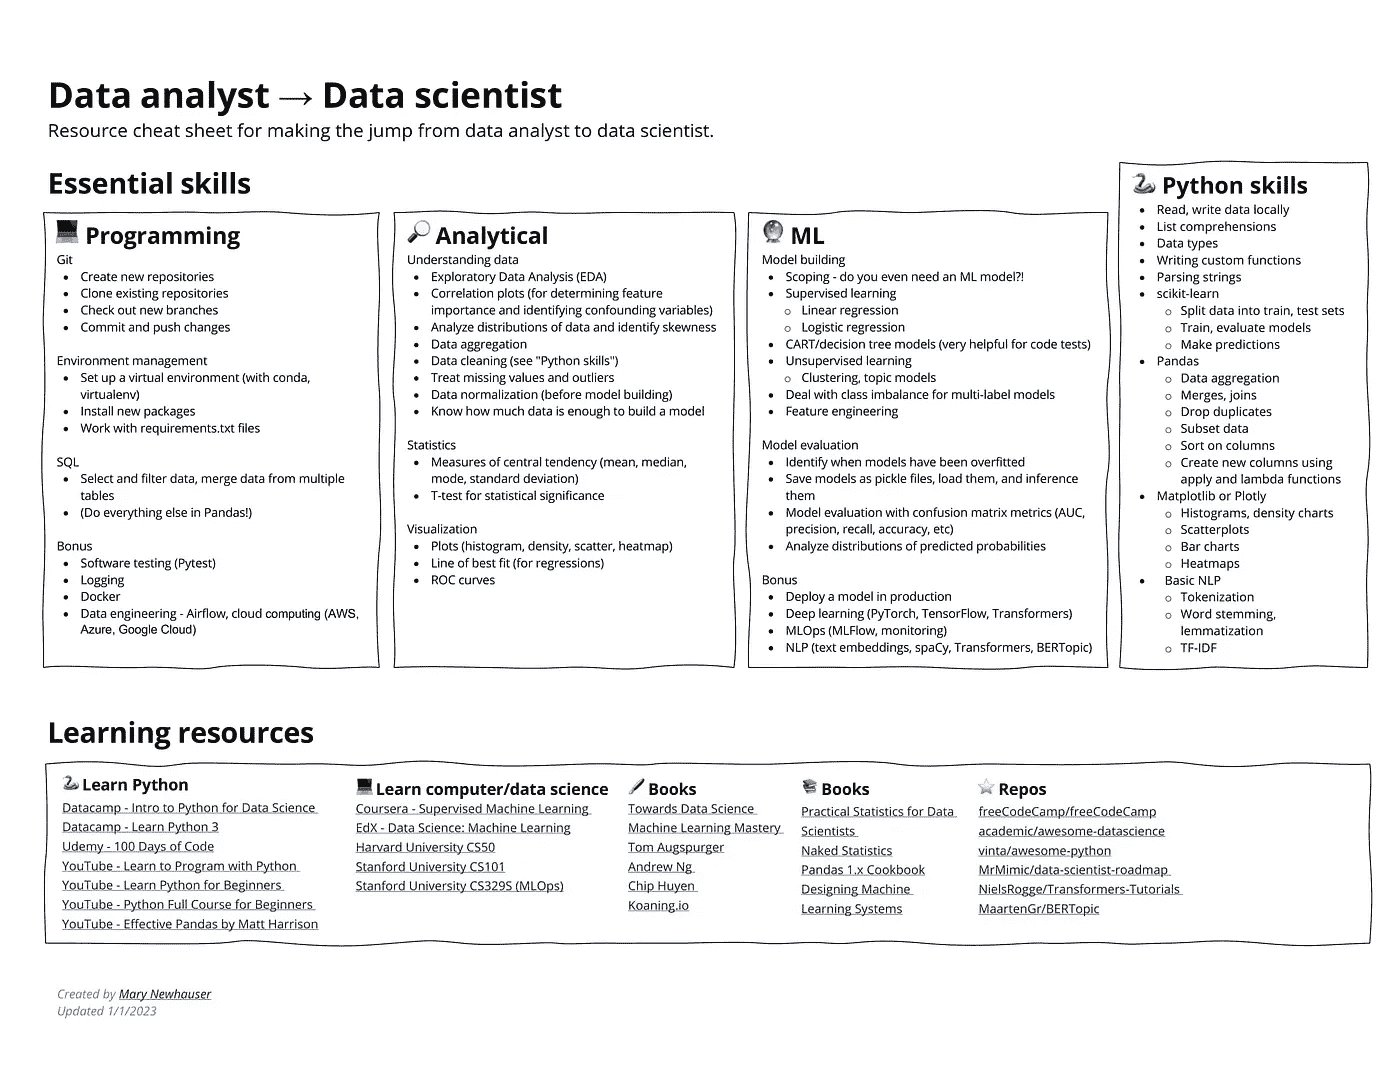 Data analyst → Data scientist
Resource cheat sheet for making the jump from data analyst to data scientist.
Essential skills
Programming
Git
• Create new repositories
• Clone existing repositories
• Check out new branches
• Commit and push changes
Environment management
• Set up a virtual environment (with conda,
virtualenv)
• Install new packages
• Work with requirements.txt files
SQL
• Select and filter data, merge data from multiple
tables
• (Do everything else in Pandas!)
Bonus
• Software testing (Pytest)
• Logging
• Docker
• Data engineering - Airflow, cloud computing (AWS,
Azure, Google Cloud)
Analytical
Understanding data
• Exploratory Data Analysis (EDA)
• Correlation plots (for determining feature
importance and identifying confounding variables)
• Analyze distributions of data and identify skewness
• Data aggregation
• Data cleaning (see "Python skills")
• Treat missing values and outliers
• Data normalization (before model building)
• Know how much data is enough to build a model
Statistics
• Measures of central tendency (mean, median,
mode, standard deviation)
• T-test for statistical significance
Visualization
• Plots (histogram, density, scatter, heatmap)
• Line of best fit (for regressions)
• ROC curves
ML
Model building
• Scoping - do you even need an ML model?!
• Supervised learning
○ Linear regression
○ Logistic regression
• CART/decision tree models (very helpful for code tests)
• Unsupervised learning
○ Clustering, topic models
• Deal with class imbalance for multi-label models
• Feature engineering
Model evaluation
• Identify when models have been overfitted
• Save models as pickle files, load them, and inference
them
• Model evaluation with confusion matrix metrics (AUC,
precision, recall, accuracy, etc)
• Analyze distributions of predicted probabilities
Bonus
• Deploy a model in production
• Deep learning (PyTorch, TensorFlow, Transformers)
• MLOps (MLFlow, monitoring)
• NLP (text embeddings, spaCy, Transformers, BERTopic)
Python skills
• Read, write data locally
• List comprehensions
• Data types
• Writing custom functions
• Parsing strings
• scikit-learn
○ Split data into train, test sets
○ Train, evaluate models
○ Make predictions
• Pandas
○ Data aggregation
○ Merges, joins
○ Drop duplicates
○ Subset data
○ Sort on columns
○ Create new columns using
apply and lambda functions
• Matplotlib or Plotly
○ Histograms, density charts
○ Scatterplots
○ Bar charts
○ Heatmaps
• Basic NLP
○ Tokenization
○ Word stemming,
lemmatization
○ TF-IDF
Learning resources
Learn Python
Datacamp - Intro to Python for Data Science
Datacamp - Learn Python 3
Udemy - 100 Days of Code
YouTube - Learn to Program with Python
YouTube - Learn Python for Beginners
YouTube - Python Full Course for Beginners
YouTube - Effective Pandas by Matt Harrison
Learn computer/data science
Coursera - Supervised Machine Learning
EdX - Data Science: Machine Learning
Harvard University CS50
Stanford University CS101
Stanford University CS329S (MLOps)
Books
Towards Data Science
Machine Learning Mastery
Tom Augspurger
Andrew Ng
Chip Huyen
Koaning.io
Books
Practical Statistics for Data
Scientists
Naked Statistics
Pandas 1.x Cookbook
Designing Machine
Learning Systems
Repos
freeCodeCamp/freeCodeCamp
academic/awesome-datascience
vinta/awesome-python
MrMimic/data-scientist-roadmap
NielsRogge/Transformers-Tutorials
MaartenGr/BERTopic
Created by Mary Newhauser
Updated 1/1/2023